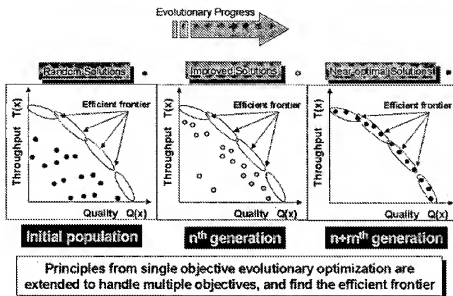 Evolutionary Progress
Random Solutions
Improved Solutions
Near-optimal Solutions
Throughput T(x)
Efficient frontier
Quality Q(x)
Throughput T(x)
Efficient frontier
Quality Q(x)
Throughput T(x)
Efficient frontier
Quality Q(x)
Initial population
nth generation
n+mth generation
Principles from single objective evolutionary optimization are
extended to handle multiple objectives, and find the efficient frontier